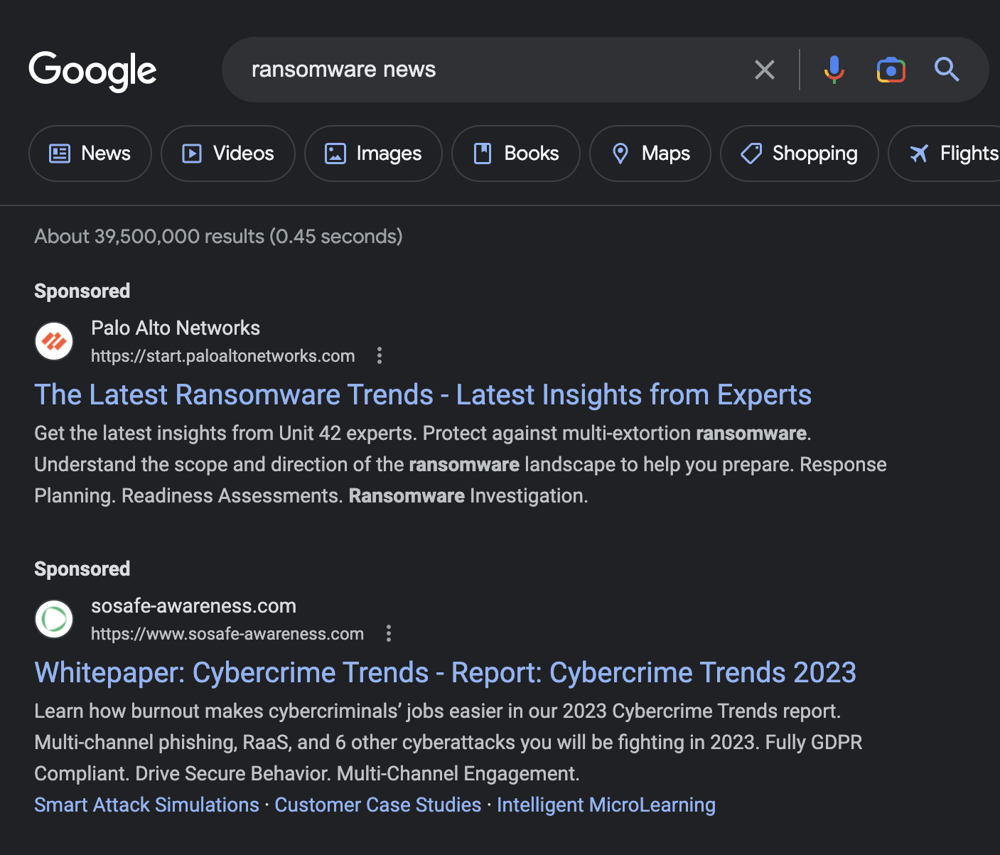 Google
ransomware news
News Videos Images Books Maps Shopping Flights
About 39,500,000 results (0.45 seconds)
Sponsored
Palo Alto Networks
https://start.paloaltonetworks.com
The Latest Ransomware Trends - Latest Insights from Experts
Get the latest insights from Unit 42 experts. Protect against multi-extortion ransomware.
Understand the scope and direction of the ransomware landscape to help you prepare. Response
Planning. Readiness Assessments. Ransomware Investigation.
Sponsored
sosafe-awareness.com
https://www.sosafe-awareness.com
Whitepaper: Cybercrime Trends - Report: Cybercrime Trends 2023
Learn how burnout makes cybercriminals’ jobs easier in our 2023 Cybercrime Trends report.
Multi-channel phishing, RaaS, and 6 other cyberattacks you will be fighting in 2023. Fully GDPR
Compliant. Drive Secure Behavior. Multi-Channel Engagement.
Smart Attack Simulations · Customer Case Studies · Intelligent MicroLearning